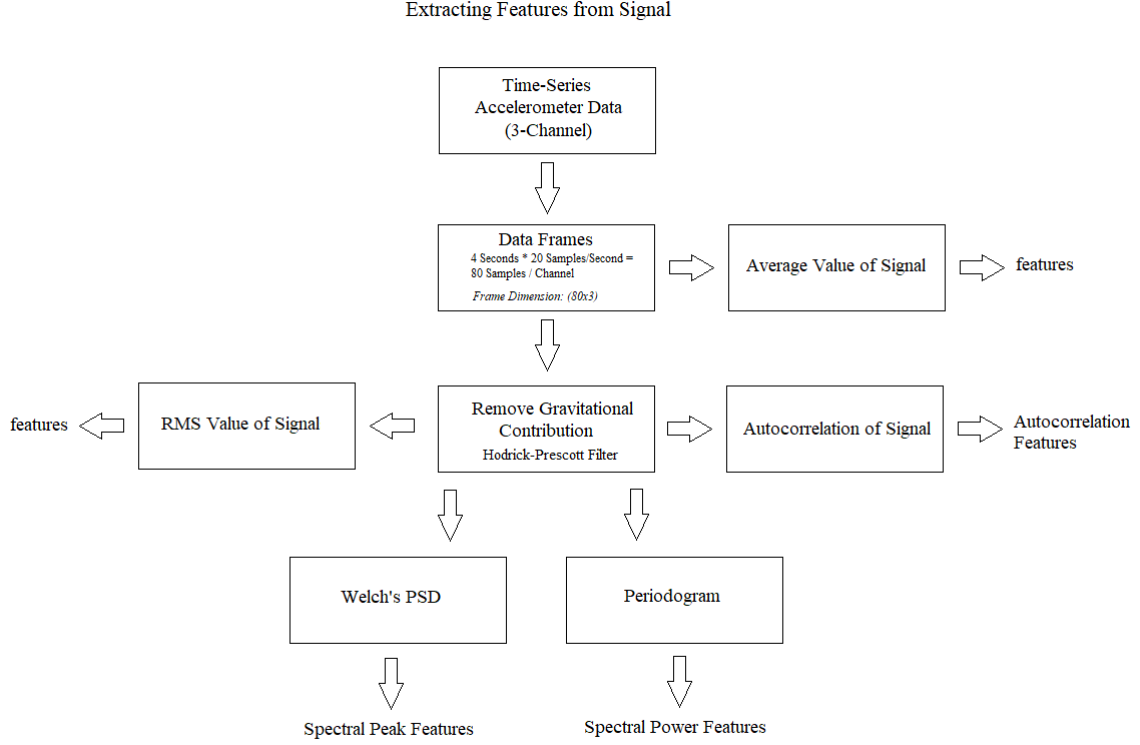 Extracting Features from Signal
Time-Series
Accelerometer Data
(3-Channel)
Data Frames
4 Seconds * 20 Samples/Second =
80 Samples / Channel
Frame Dimension: (80x3)
Average Value of Signal
features
features
RMS Value of Signal
Remove Gravitational
Contribution
Hodrick-Prescott Filter
Autocorrelation of Signal
Autocorrelation
Features
Welch's PSD
Periodogram
Spectral Peak Features
Spectral Power Features